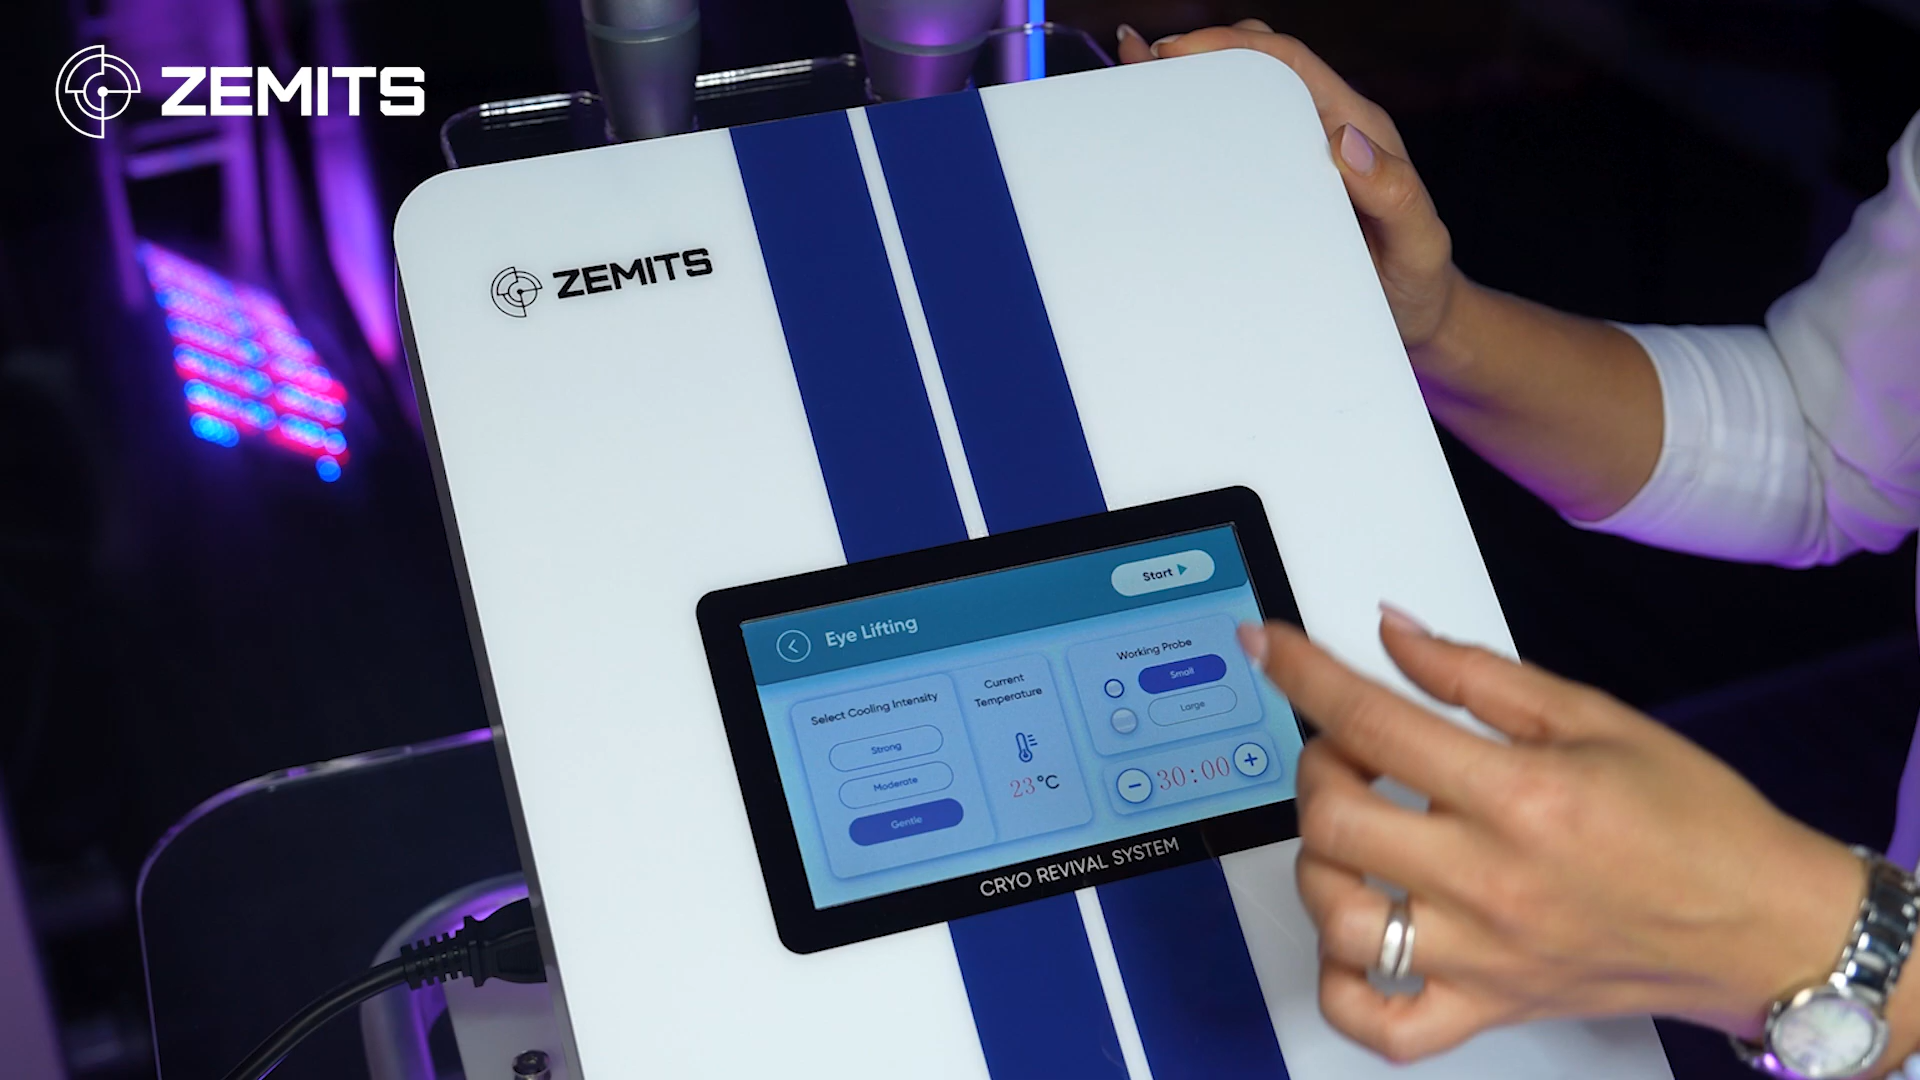 ZEMITS
ZEMITS
Start
Eye Lifting
Select Cooling Intensity
Strong
Moderate
Gentle
Current
Temperature
23 °C
Working Probe
Small
Large
− 30:00 +
CRYO REVIVAL SYSTEM